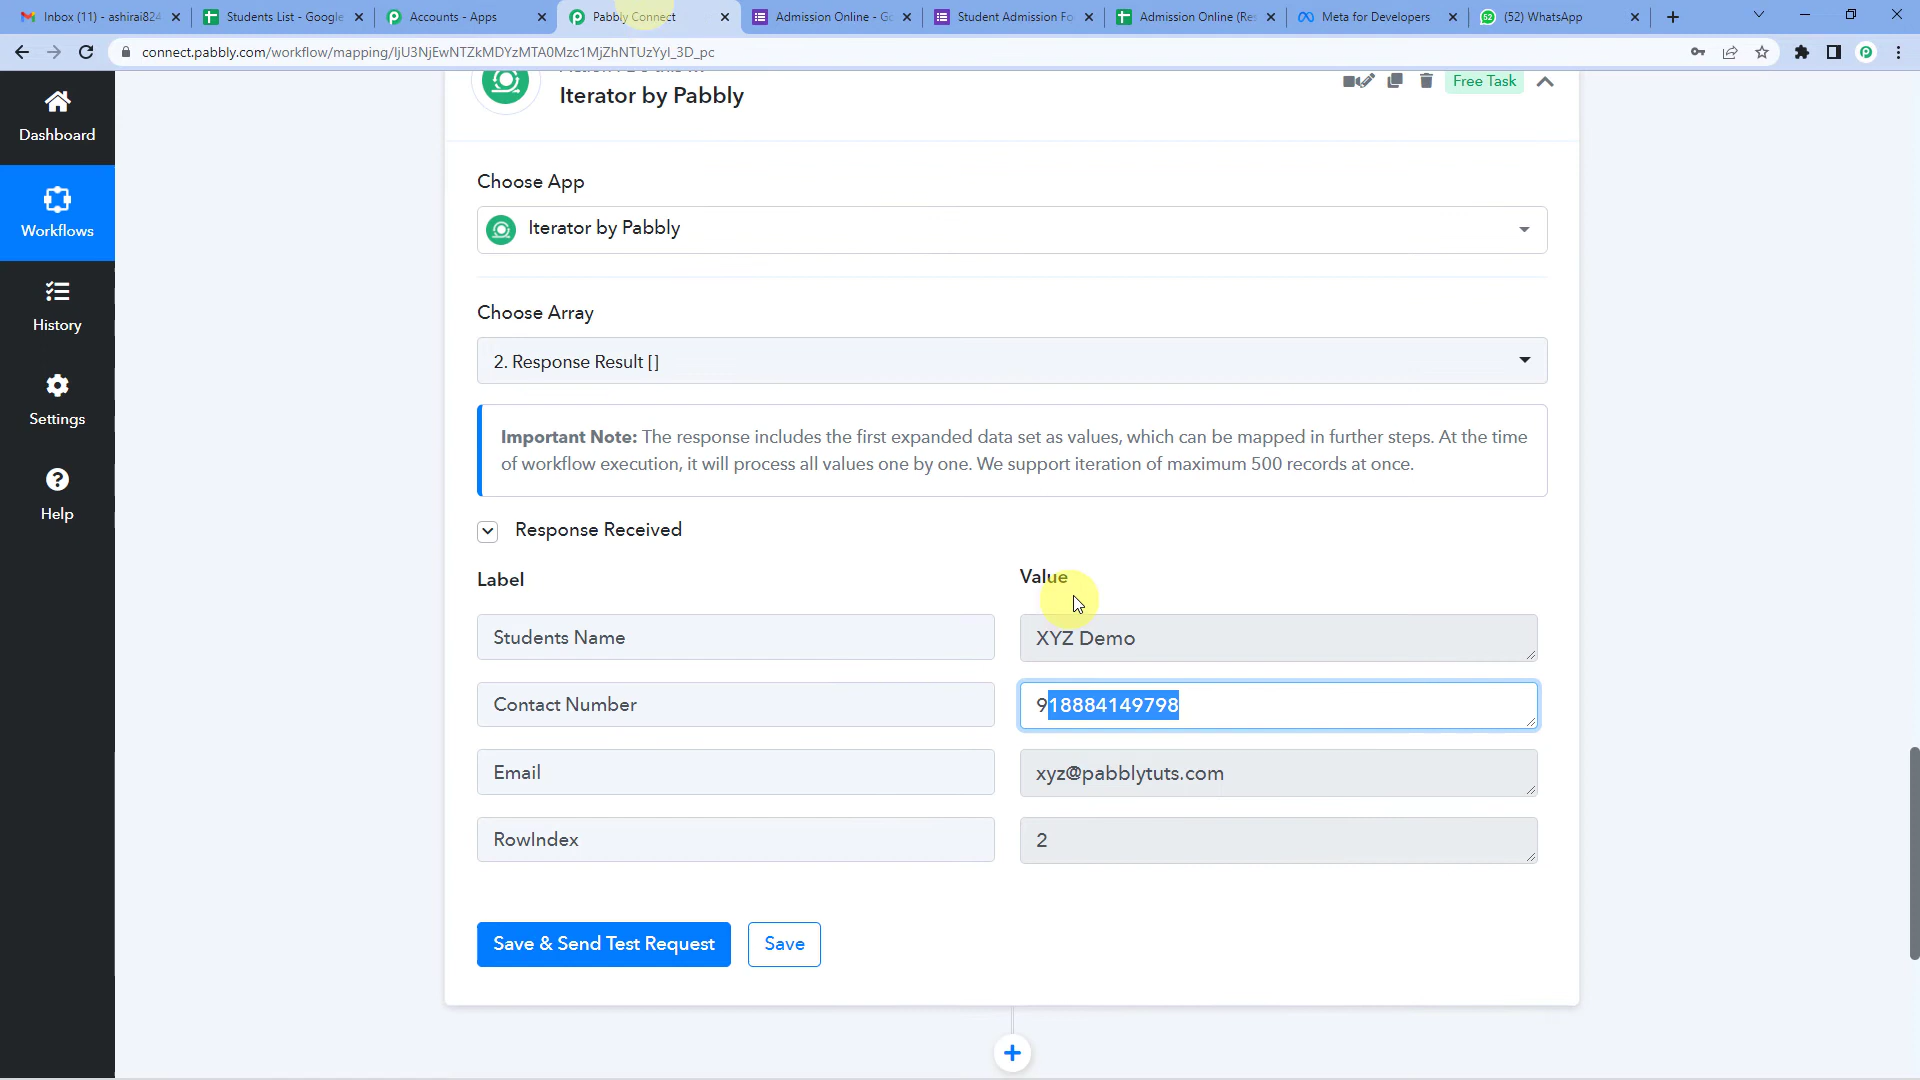 Inbox (11) - ashirai824
Students List - Google
Accounts - Apps
Pabbly Connect
Admission Online - Go
Student Admission Fo
Admission Online (Res
Meta for Developers
(52) WhatsApp
connect.pabbly.com/workflow/mapping/IjU3NjEwNTZkMDYzMTA0Mzc1MjZhNTUzYyI_3D_pc
Iterator by Pabbly
Free Task
Dashboard
Workflows
History
Settings
Help
Choose App
Iterator by Pabbly
Choose Array
2. Response Result []
Important Note: The response includes the first expanded data set as values, which can be mapped in further steps. At the time
of workflow execution, it will process all values one by one. We support iteration of maximum 500 records at once.
Response Received
Label
Value
Students Name
XYZ Demo
Contact Number
918884149798
Email
xyz@pabblytuts.com
RowIndex
2
Save & Send Test Request
Save